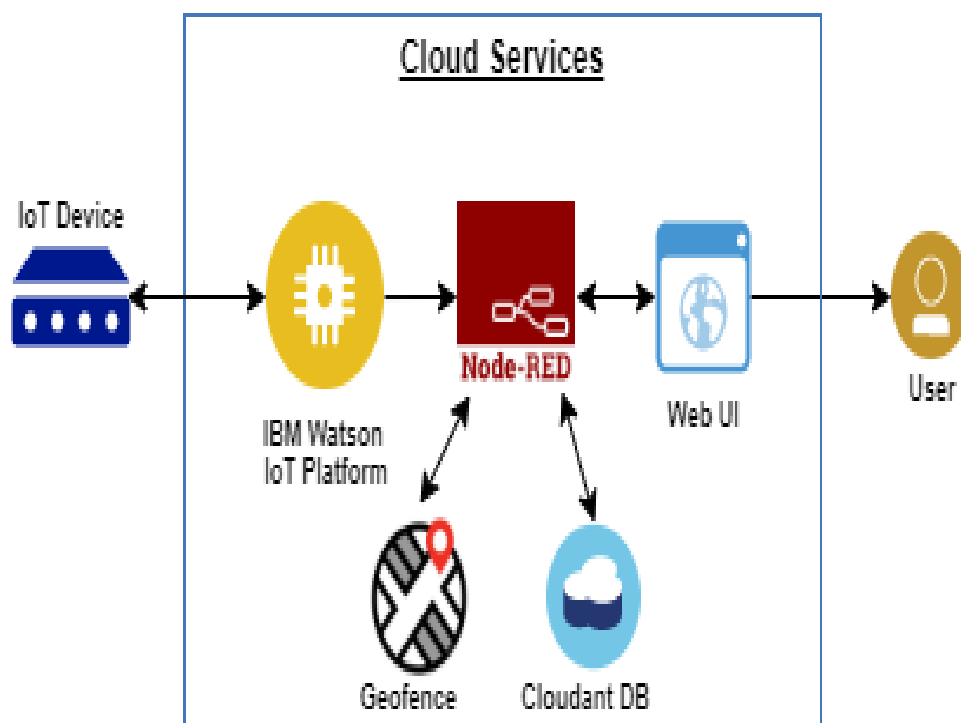 Cloud Services
IoT Device
Node-RED
IBM Watson
IoT Platform
Web UI
User
Geofence
Cloudant DB